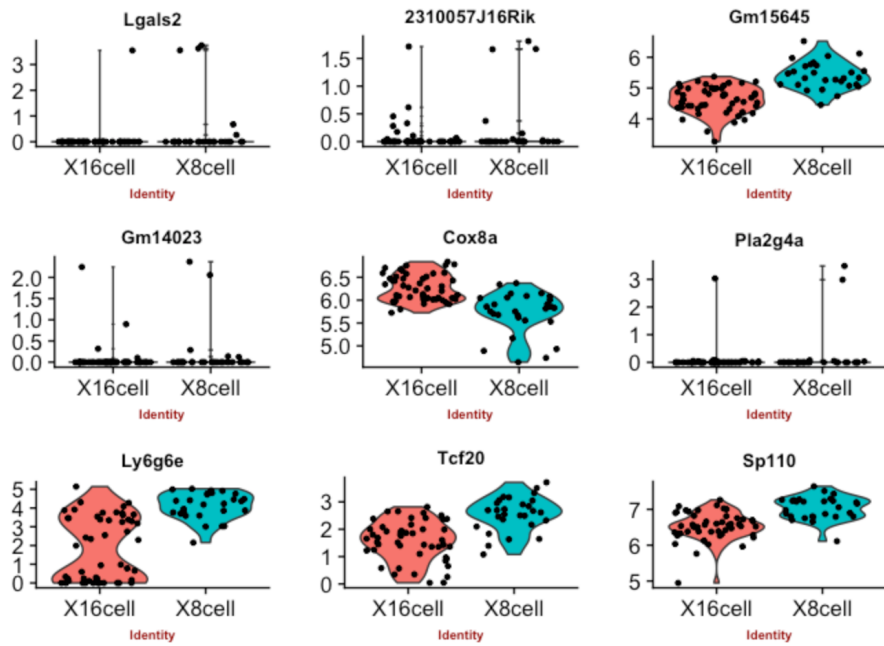 Lgals2
2310057J16Rik
Gm15645
3
2
1
0
1.5
1.0
0.5
0.0
6
5
4
X16cell X8cell
X16cell X8cell
X16cell X8cell
Identity
Identity
Identity
Gm14023
Cox8a
Pla2g4a
2.0
1.5
1.0
0.5
0.0
6.5
6.0
5.5
5.0
3
2
1
0
X16cell X8cell
X16cell X8cell
X16cell X8cell
Identity
Identity
Identity
Ly6g6e
Tcf20
Sp110
5
4
3
2
1
0
3
2
1
0
7
6
5
X16cell X8cell
X16cell X8cell
X16cell X8cell
Identity
Identity
Identity